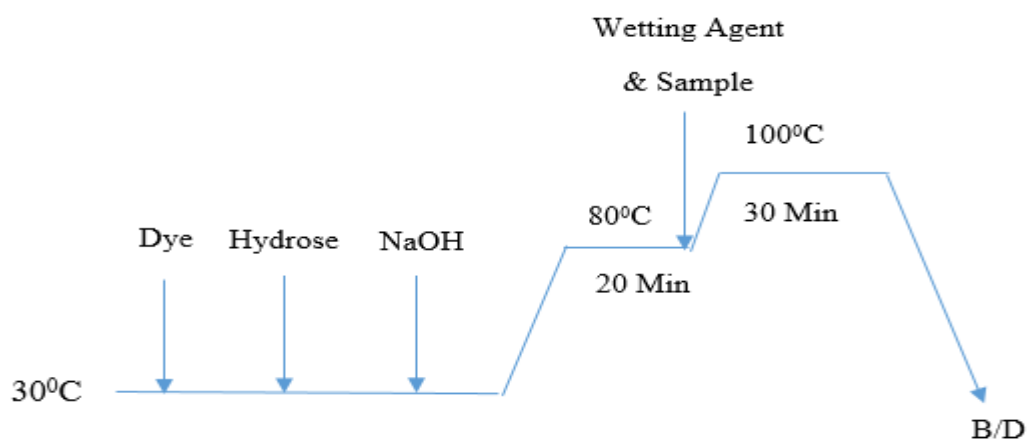 Wetting Agent
& Sample
100⁰C
80⁰C
30 Min
Dye Hydrose NaOH
20 Min
30⁰C
B/D